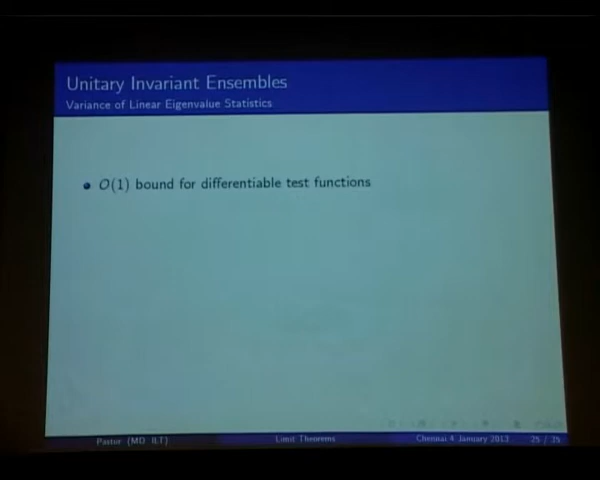 Unitary Invariant Ensembles
Variance of Linear Eigenvalue Statistics
• O(1) bound for differentiable test functions
Pastur (MD ILT) Limit Theorems Chennai 4 January 2013 25 / 35